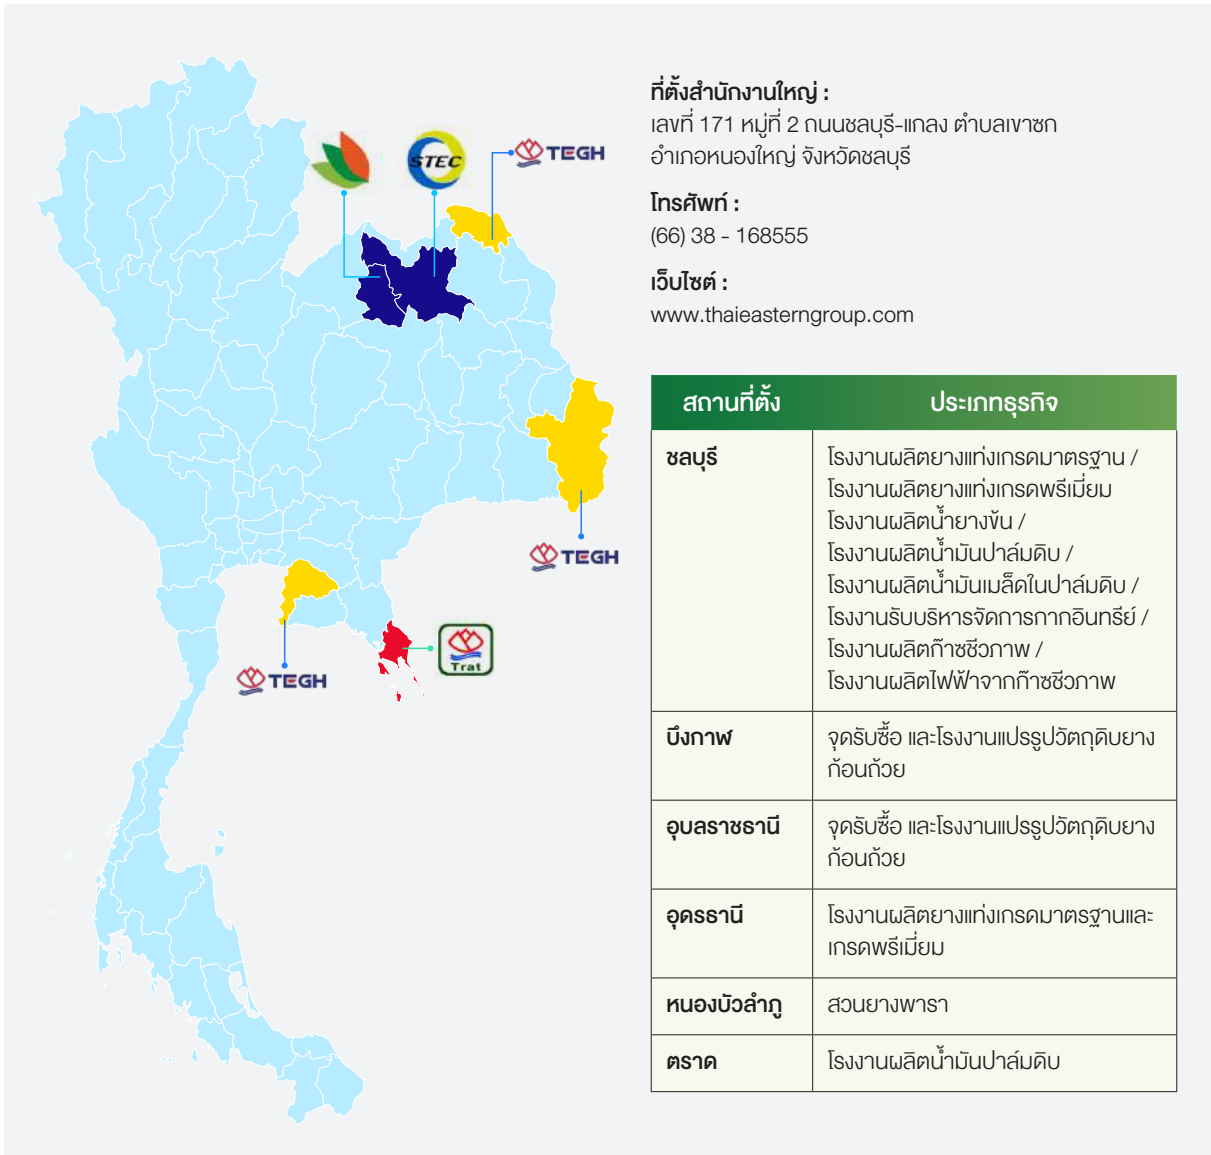 STEC
TEGH
TEGH
TEGH
Trat
ที่ตั้งสำนักงานใหญ่ :
เลขที่ 171 หมู่ที่ 2 ถนนชลบุรี-แกลง ตำบลเขาซก
อำเภอหนองใหญ่ จังหวัดชลบุรี
โทรศัพท์ :
(66) 38 - 168555
เว็บไซต์ :
www.thaieasterngroup.com
สถานที่ตั้ง ประเภทธุรกิจ
ชลบุรี โรงงานผลิตยางแท่งเกรดมาตรฐาน /
โรงงานผลิตยางแท่งเกรดพรีเมี่ยม
โรงงานผลิตน้ำยางข้น /
โรงงานผลิตน้ำมันปาล์มดิบ /
โรงงานผลิตน้ำมันเมล็ดในปาล์มดิบ /
โรงงานรับบริหารจัดการกากอินทรีย์ /
โรงงานผลิตก๊าซชีวภาพ /
โรงงานผลิตไฟฟ้าจากก๊าซชีวภาพ
บึงกาฬ จุดรับซื้อ และโรงงานแปรรูปวัตถุดิบยาง
ก้อนถ้วย
อุบลราชธานี จุดรับซื้อ และโรงงานแปรรูปวัตถุดิบยาง
ก้อนถ้วย
อุดรธานี โรงงานผลิตยางแท่งเกรดมาตรฐานและ
เกรดพรีเมี่ยม
หนองบัวลำภู สวนยางพารา
ตราด โรงงานผลิตน้ำมันปาล์มดิบ